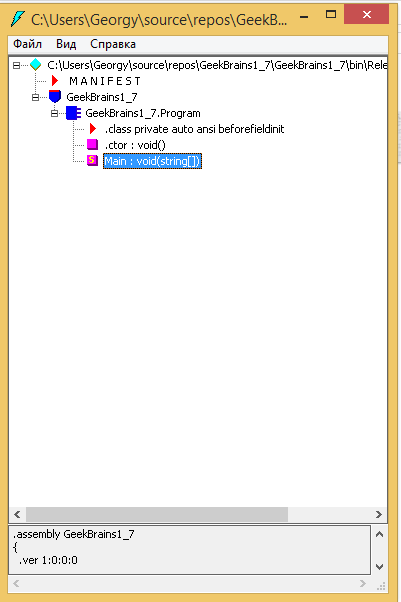 C:\Users\Georgy\source\repos\GeekB...
Файл Вид Справка
C:\Users\Georgy\source\repos\GeekBrains1_7\GeekBrains1_7\bin\Rele
M A N I F E S T
GeekBrains1_7
GeekBrains1_7.Program
.class private auto ansi beforefieldinit
.ctor : void()
Main : void(string[])
.assembly GeekBrains1_7
{
.ver 1:0:0:0